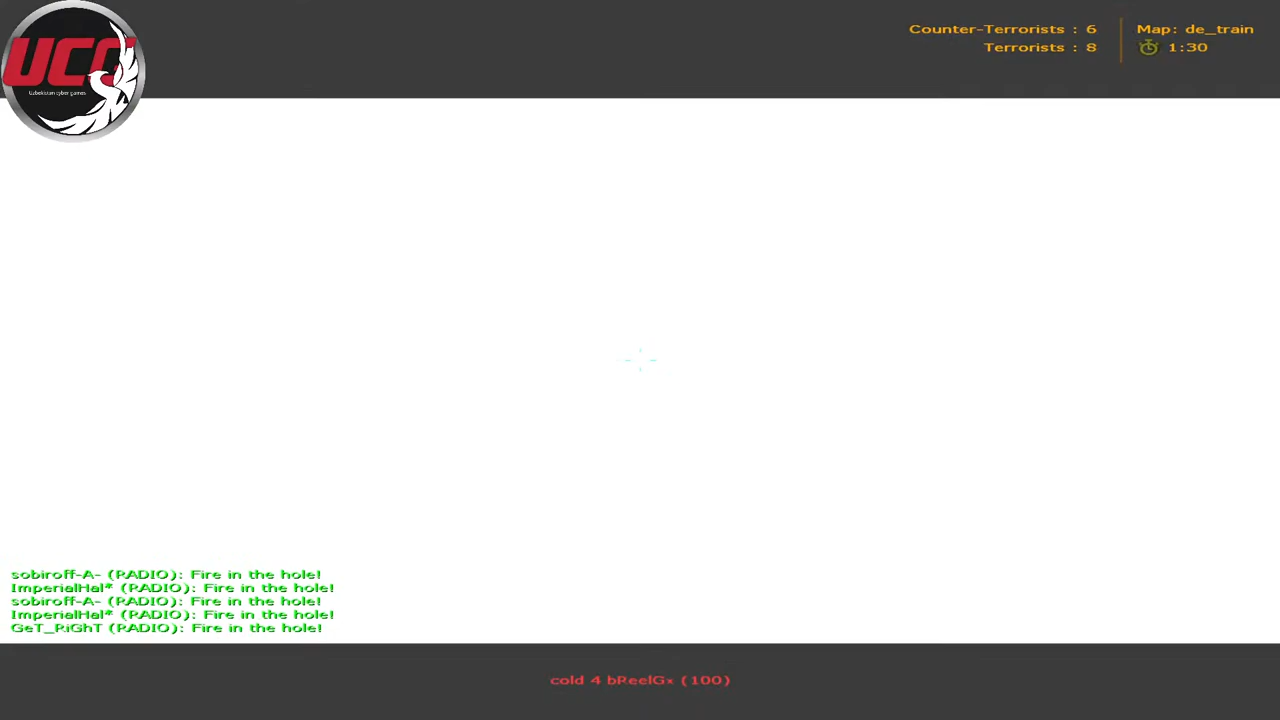 UCG
Uzbekistan cyber games
Counter-Terrorists : 6
Terrorists : 8
Map: de_train
1:30
sobiroff-A- (RADIO): Fire in the hole!
ImperialHal* (RADIO): Fire in the hole!
sobiroff-A- (RADIO): Fire in the hole!
ImperialHal* (RADIO): Fire in the hole!
GeT_RiGhT (RADIO): Fire in the hole!
cold 4 bReelGx (100)